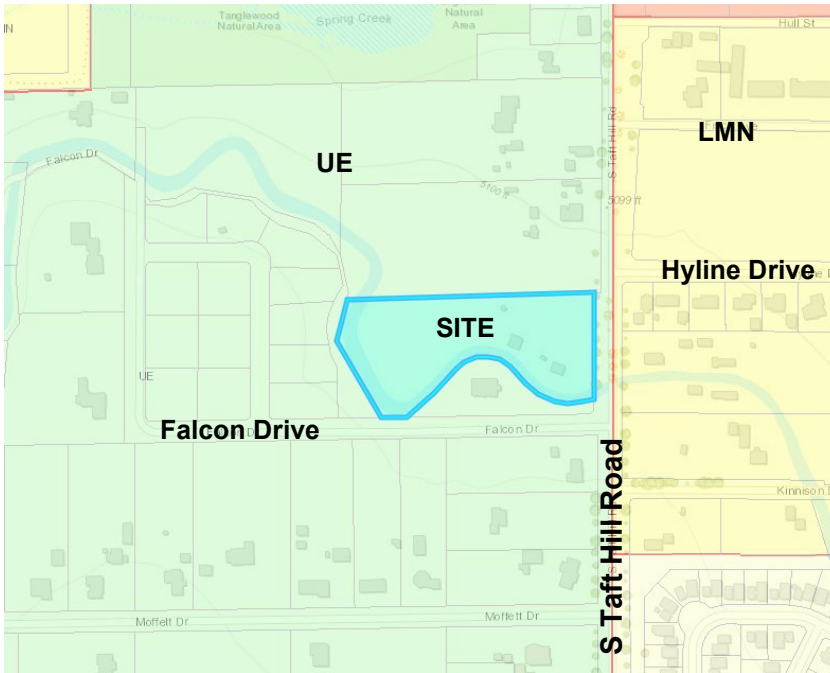 Tanglewood
Natural Area
Spring Creek
Natural
Area
Hull St
LMN
UE
Falcon Dr
S Taft Hill Rd
5100 ft
5099 ft
Hyline Drive
SITE
UE
Falcon Drive
Falcon Dr
S Taft Hill Road
Kinnison
Moffett Dr
Moffett Dr